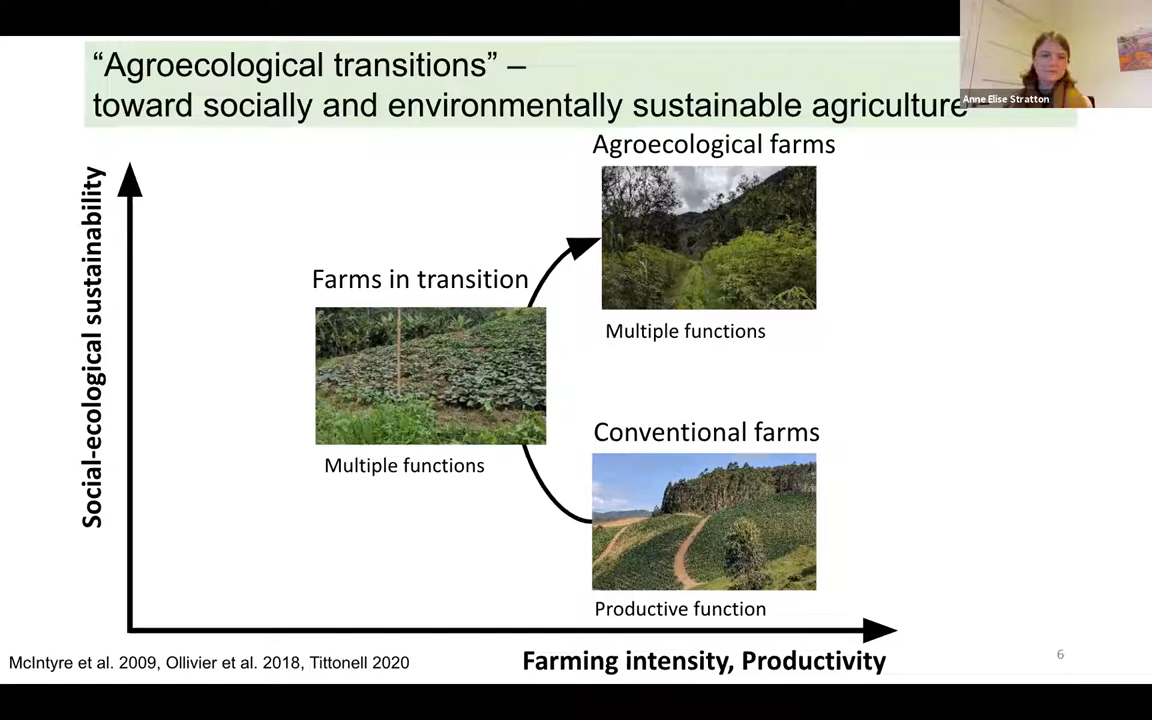 “Agroecological transitions” –
toward socially and environmentally sustainable agriculture
Anne Elise Stratton
Agroecological farms
Multiple functions
Farms in transition
Multiple functions
Conventional farms
Productive function
Social-ecological sustainability
Farming intensity, Productivity
McIntyre et al. 2009, Ollivier et al. 2018, Tittonell 2020
6